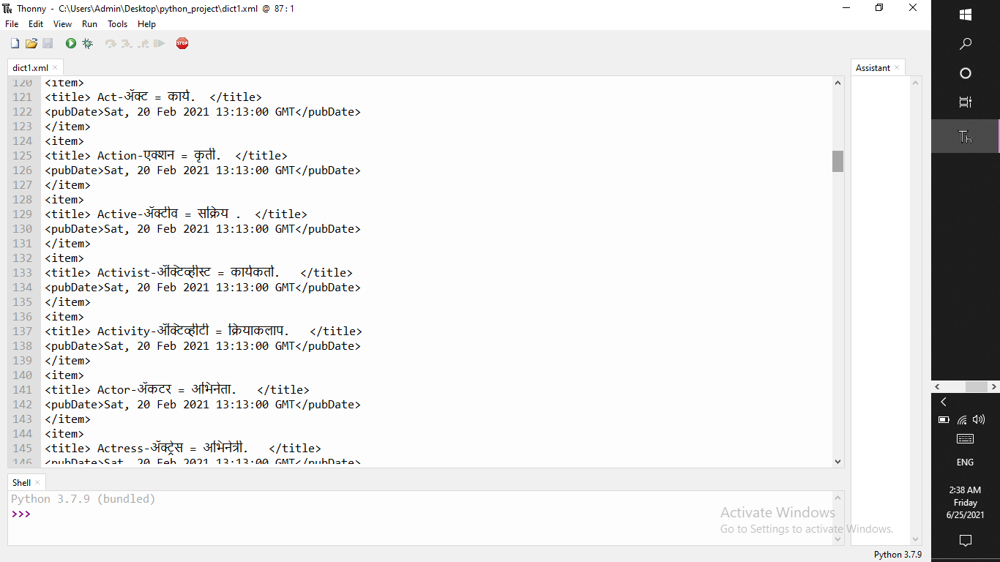 Thonny - C:\Users\Admin\Desktop\python_project\dict1.xml @ 87:1
File Edit View Run Tools Help
STOP
dict1.xml
Assistant
120 <item>
121 <title> Act-ॲक्ट = कार्य. </title>
122 <pubDate>Sat, 20 Feb 2021 13:13:00 GMT</pubDate>
123 </item>
124 <item>
125 <title> Action-एक्शन = कृती. </title>
126 <pubDate>Sat, 20 Feb 2021 13:13:00 GMT</pubDate>
127 </item>
128 <item>
129 <title> Active-ॲक्टीव = सक्रिय . </title>
130 <pubDate>Sat, 20 Feb 2021 13:13:00 GMT</pubDate>
131 </item>
132 <item>
133 <title> Activist-ॲक्टिव्हीस्ट = कार्यकर्ता. </title>
134 <pubDate>Sat, 20 Feb 2021 13:13:00 GMT</pubDate>
135 </item>
136 <item>
137 <title> Activity-ॲक्टिव्हीटी = क्रियाकलाप. </title>
138 <pubDate>Sat, 20 Feb 2021 13:13:00 GMT</pubDate>
139 </item>
140 <item>
141 <title> Actor-ॲकटर = अभिनेता. </title>
142 <pubDate>Sat, 20 Feb 2021 13:13:00 GMT</pubDate>
143 </item>
144 <item>
145 <title> Actress-ॲक्ट्रेस = अभिनेत्री. </title>
146 <pubDate>Sat, 20 Feb 2021 13:13:00 GMT</pubDate>
Shell
Python 3.7.9 (bundled)
>>>
Activate Windows
Go to Settings to activate Windows.
Python 3.7.9
ENG
2:38 AM
Friday
6/25/2021